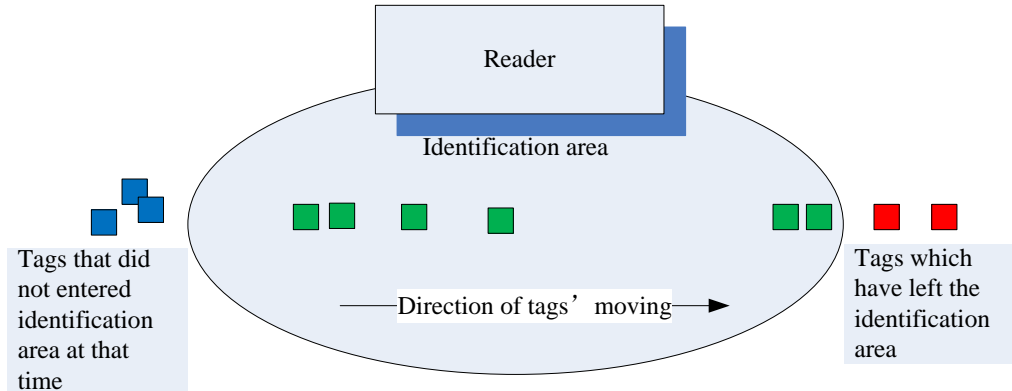 Reader
Identification area
Tags that did
not entered
identification
area at that
time
Direction of tags’ moving
Tags which
have left the
identification
area